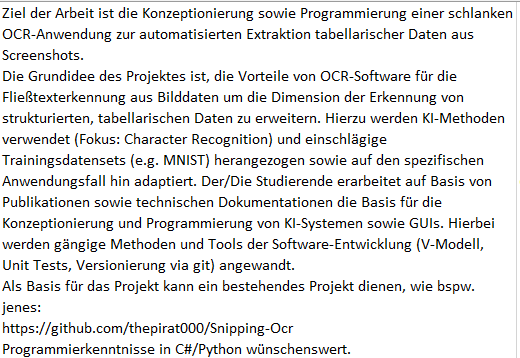 Ziel der Arbeit ist die Konzeptionierung sowie Programmierung einer schlanken
OCR-Anwendung zur automatisierten Extraktion tabellarischer Daten aus
Screenshots.
Die Grundidee des Projektes ist, die Vorteile von OCR-Software für die
Fließtexterkennung aus Bilddaten um die Dimension der Erkennung von
strukturierten, tabellarischen Daten zu erweitern. Hierzu werden KI-Methoden
verwendet (Fokus: Character Recognition) und einschlägige
Trainingsdatensets (e.g. MNIST) herangezogen sowie auf den spezifischen
Anwendungsfall hin adaptiert. Der/Die Studierende erarbeitet auf Basis von
Publikationen sowie technischen Dokumentationen die Basis für die
Konzeptionierung und Programmierung von KI-Systemen sowie GUIs. Hierbei
werden gängige Methoden und Tools der Software-Entwicklung (V-Modell,
Unit Tests, Versionierung via git) angewandt.
Als Basis für das Projekt kann ein bestehendes Projekt dienen, wie bspw.
jenes:
https://github.com/thepirat000/Snipping-Ocr
Programmierkenntnisse in C#/Python wünschenswert.